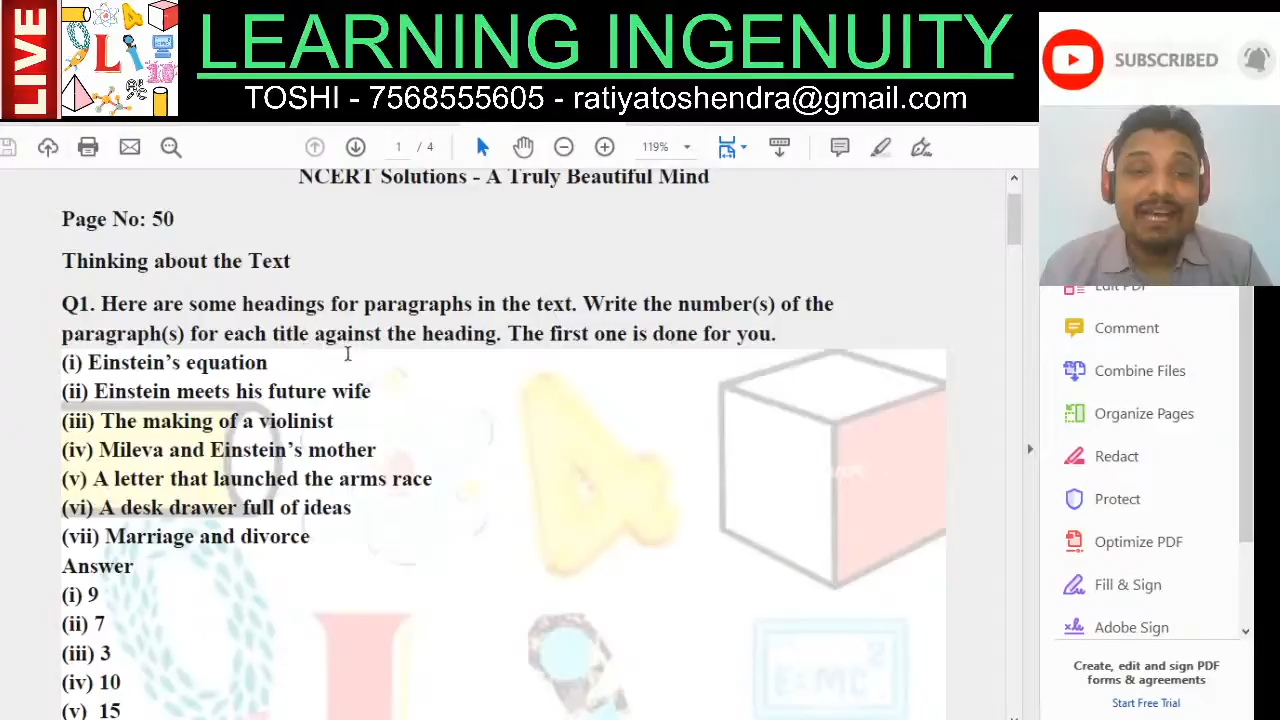 LIVE
LEARNING INGENUITY
TOSHI - 7568555605 - ratiyatoshendra@gmail.com
SUBSCRIBED
1 / 4
119%
NCERT Solutions - A Truly Beautiful Mind
Page No: 50
Thinking about the Text
Q1. Here are some headings for paragraphs in the text. Write the number(s) of the
paragraph(s) for each title against the heading. The first one is done for you.
(i) Einstein’s equation
(ii) Einstein meets his future wife
(iii) The making of a violinist
(iv) Mileva and Einstein’s mother
(v) A letter that launched the arms race
(vi) A desk drawer full of ideas
(vii) Marriage and divorce
Answer
(i) 9
(ii) 7
(iii) 3
(iv) 10
(v) 15
E=MC2
Edit PDF
Comment
Combine Files
Organize Pages
Redact
Protect
Optimize PDF
Fill & Sign
Adobe Sign
Create, edit and sign PDF
forms & agreements
Start Free Trial